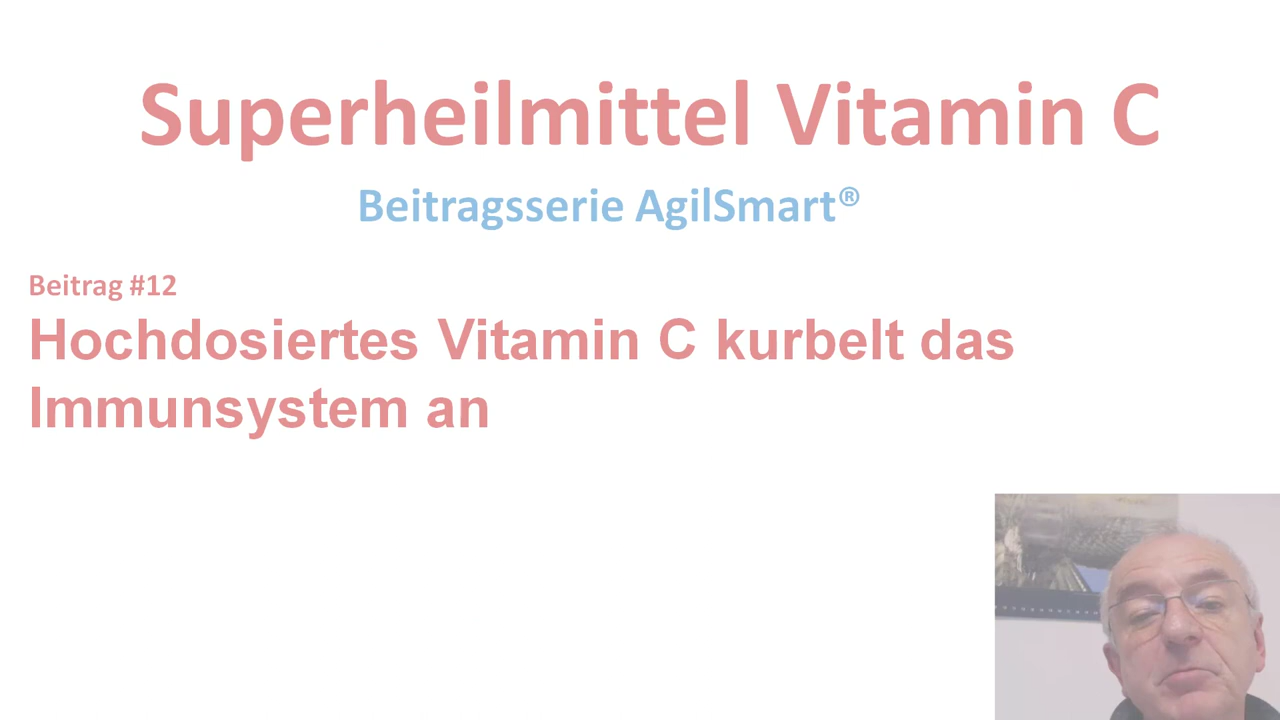 Superheilmittel Vitamin C
Beitragsserie AgilSmart®
Beitrag #12
Hochdosiertes Vitamin C kurbelt das
Immunsystem an